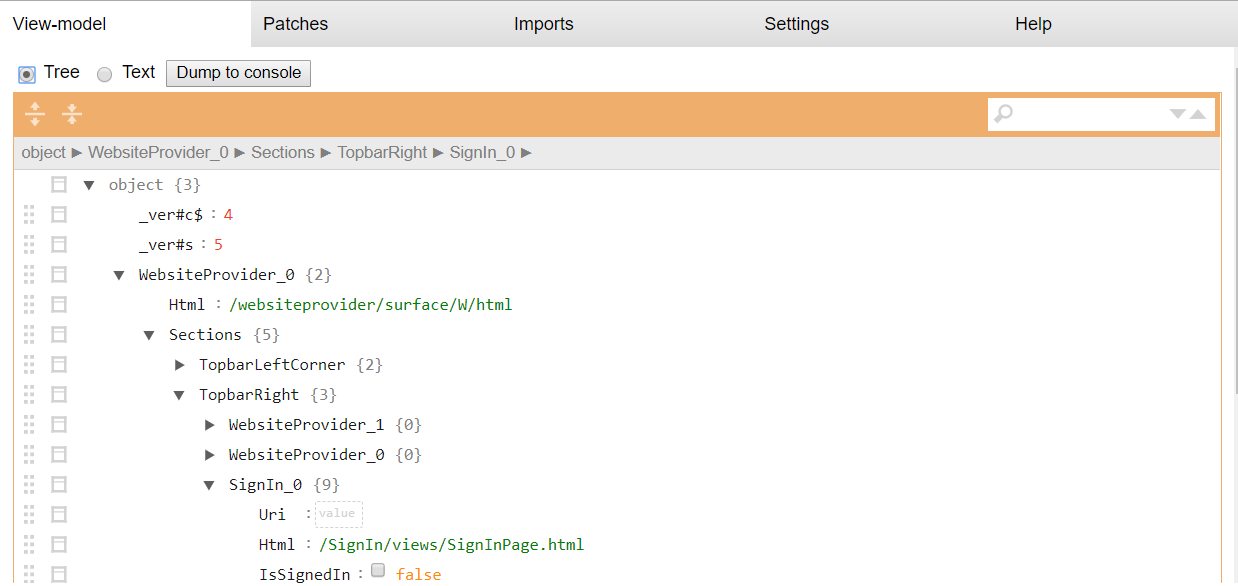 View-model Patches Imports Settings Help
Tree Text Dump to console
object ► WebsiteProvider_0 ► Sections ► TopbarRight ► SignIn_0 ►
object {3}
_ver#c$ : 4
_ver#s : 5
WebsiteProvider_0 {2}
Html : /websiteprovider/surface/W/html
Sections {5}
TopbarLeftCorner {2}
TopbarRight {3}
WebsiteProvider_1 {0}
WebsiteProvider_0 {0}
SignIn_0 {9}
Uri : value
Html : /SignIn/views/SignInPage.html
IsSignedIn : false